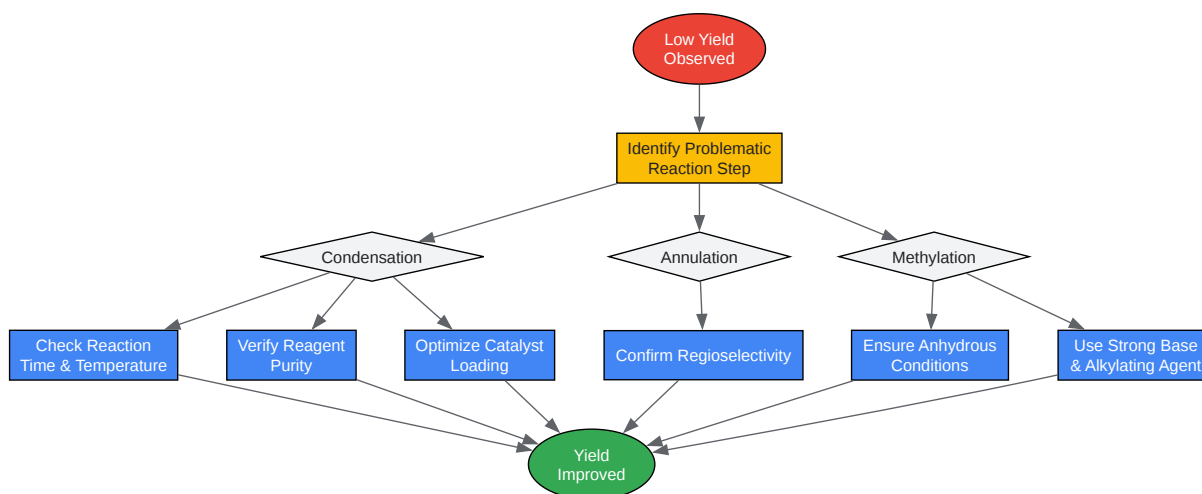 Low Yield
Observed
Identify Problematic
Reaction Step
Condensation
Annulation
Methylation
Check Reaction
Time & Temperature
Verify Reagent
Purity
Optimize Catalyst
Loading
Confirm Regioselectivity
Ensure Anhydrous
Conditions
Use Strong Base
& Alkylating Agent
Yield
Improved